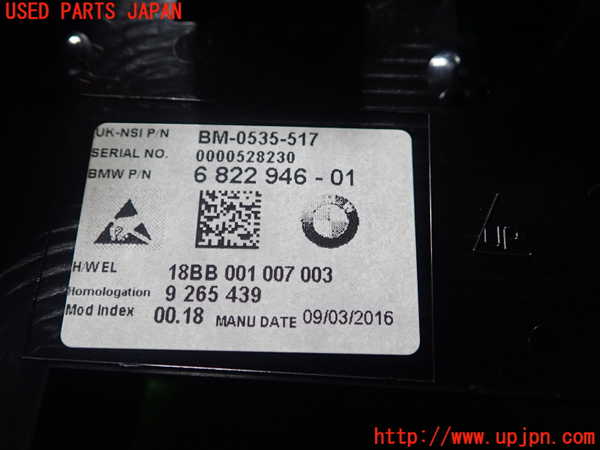 USED PARTS JAPAN
UK-NSI P/N BM-0535-517
SERIAL NO. 0000528230
BMW P/N 6 822 946 - 01
H/W EL 18BB 001 007 003
Homologation 9 265 439
Mod Index 00.18 MANU DATE 09/03/2016
http://www.upjpn.com/